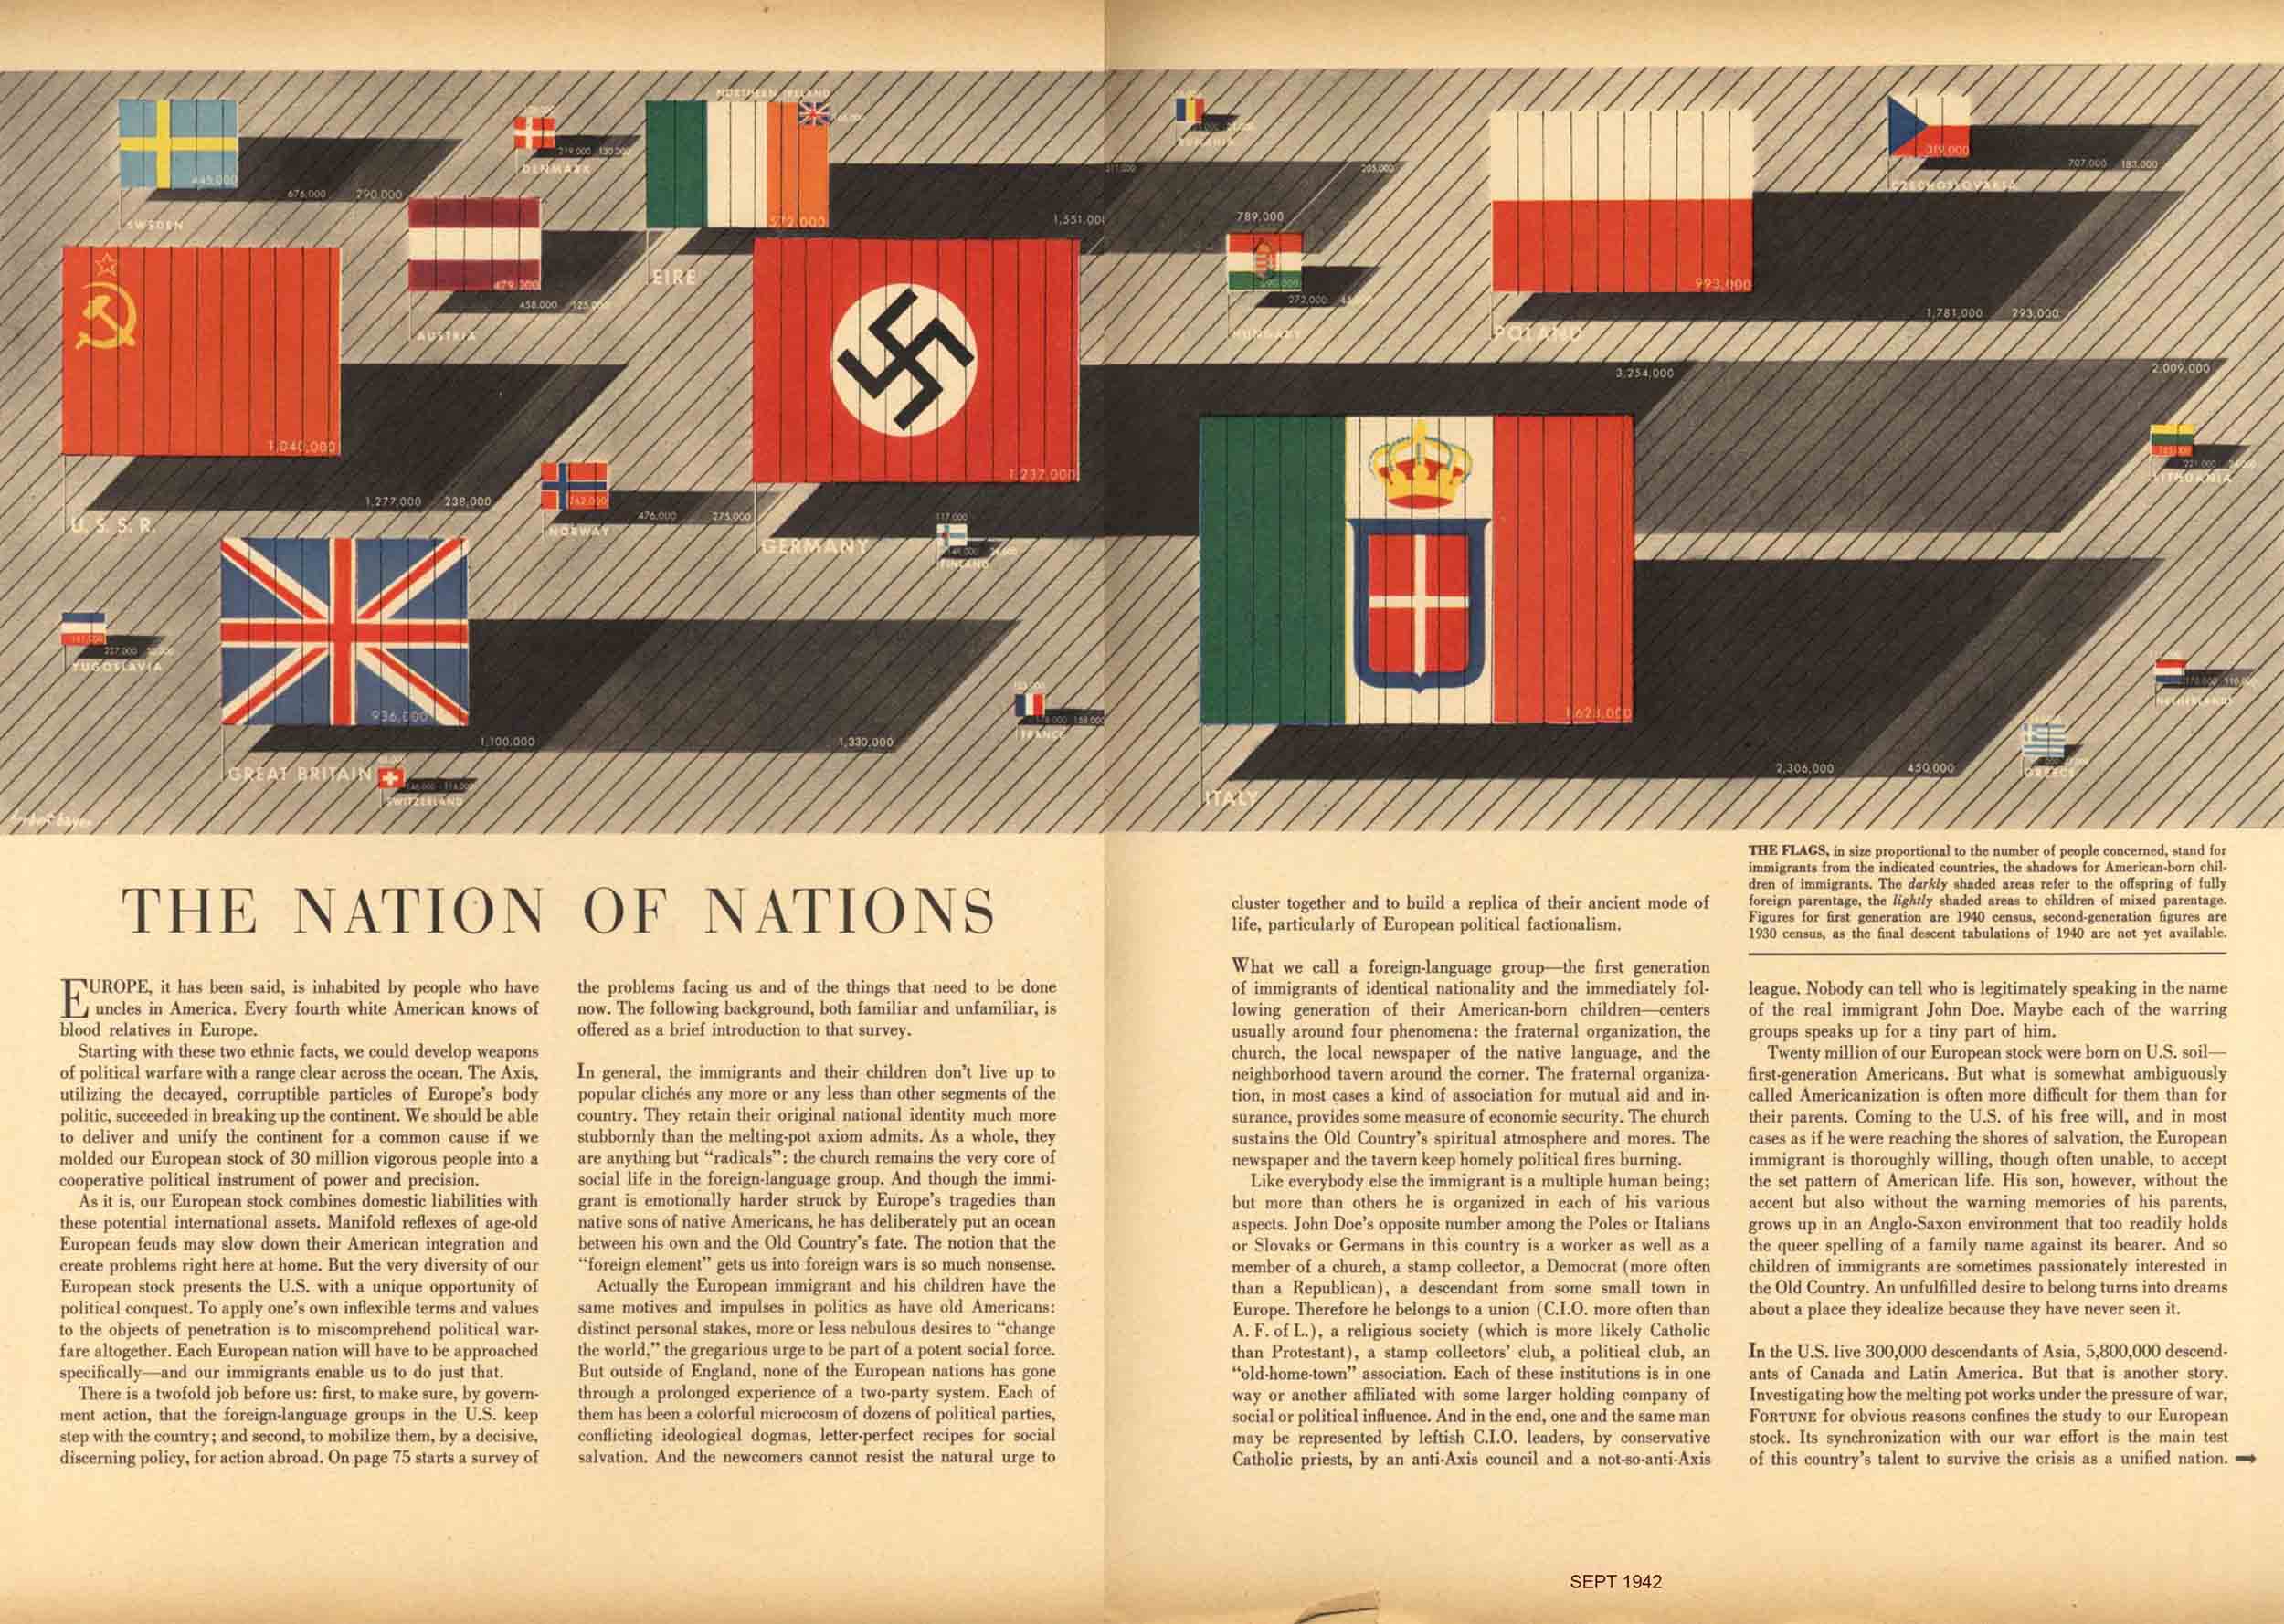 NORTHERN IRELAND
445,000
676,000 290,000
SWEDEN
219,000 130,000
DENMARK
572,000
1,551,00
EIRE
479,000
458,000
AUSTRIA
205,000
789,000
272,000
HUNGARY
993,000
1,781,000 293,000
POLAND
319,000
707,000 183,000
CZECHOSLOVAKIA
1,040,000
1,277,000 238,000
U. S. S. R.
262,000
476,000 275,000
NORWAY
1,237,000
GERMANY
3,254,000
2,009,000
117,000
FINLAND
LITHUANIA
227,000
YUGOSLAVIA
936,000
1,100,000 1,330,000
GREAT BRITAIN
SWITZERLAND
FRANCE
2,306,000 450,000
ITALY
NETHERLANDS
GREECE
THE FLAGS, in size proportional to the number of people concerned, stand for
immigrants from the indicated countries, the shadows for American-born chil-
dren of immigrants. The darkly shaded areas refer to the offspring of fully
foreign parentage, the lightly shaded areas to children of mixed parentage.
Figures for first generation are 1940 census, second-generation figures are
1930 census, as the final descent tabulations of 1940 are not yet available.
THE NATION OF NATIONS
EUROPE, it has been said, is inhabited by people who have
uncles in America. Every fourth white American knows of
blood relatives in Europe.
Starting with these two ethnic facts, we could develop weapons
of political warfare with a range clear across the ocean. The Axis,
utilizing the decayed, corruptible particles of Europe's body
politic, succeeded in breaking up the continent. We should be able
to deliver and unify the continent for a common cause if we
molded our European stock of 30 million vigorous people into a
cooperative political instrument of power and precision.
As it is, our European stock combines domestic liabilities with
these potential international assets. Manifold reflexes of age-old
European feuds may slow down their American integration and
create problems right here at home. But the very diversity of our
European stock presents the U.S. with a unique opportunity of
political conquest. To apply one's own inflexible terms and values
to the objects of penetration is to miscomprehend political war-
fare altogether. Each European nation will have to be approached
specifically—and our immigrants enable us to do just that.
There is a twofold job before us: first, to make sure, by govern-
ment action, that the foreign-language groups in the U.S. keep
step with the country; and second, to mobilize them, by a decisive,
discerning policy, for action abroad. On page 75 starts a survey of
the problems facing us and of the things that need to be done
now. The following background, both familiar and unfamiliar, is
offered as a brief introduction to that survey.
In general, the immigrants and their children don't live up to
popular clichés any more or any less than other segments of the
country. They retain their original national identity much more
stubbornly than the melting-pot axiom admits. As a whole, they
are anything but "radicals": the church remains the very core of
social life in the foreign-language group. And though the immi-
grant is emotionally harder struck by Europe's tragedies than
native sons of native Americans, he has deliberately put an ocean
between his own and the Old Country's fate. The notion that the
"foreign element" gets us into foreign wars is so much nonsense.
Actually the European immigrant and his children have the
same motives and impulses in politics as have old Americans:
distinct personal stakes, more or less nebulous desires to "change
the world," the gregarious urge to be part of a potent social force.
But outside of England, none of the European nations has gone
through a prolonged experience of a two-party system. Each of
them has been a colorful microcosm of dozens of political parties,
conflicting ideological dogmas, letter-perfect recipes for social
salvation. And the newcomers cannot resist the natural urge to
cluster together and to build a replica of their ancient mode of
life, particularly of European political factionalism.
What we call a foreign-language group—the first generation
of immigrants of identical nationality and the immediately fol-
lowing generation of their American-born children—centers
usually around four phenomena: the fraternal organization, the
church, the local newspaper of the native language, and the
neighborhood tavern around the corner. The fraternal organiza-
tion, in most cases a kind of association for mutual aid and in-
surance, provides some measure of economic security. The church
sustains the Old Country's spiritual atmosphere and mores. The
newspaper and the tavern keep homely political fires burning.
Like everybody else the immigrant is a multiple human being;
but more than others he is organized in each of his various
aspects. John Doe's opposite number among the Poles or Italians
or Slovaks or Germans in this country is a worker as well as a
member of a church, a stamp collector, a Democrat (more often
than a Republican), a descendant from some small town in
Europe. Therefore he belongs to a union (C.I.O. more often than
A. F. of L.), a religious society (which is more likely Catholic
than Protestant), a stamp collectors' club, a political club, an
"old-home-town" association. Each of these institutions is in one
way or another affiliated with some larger holding company of
social or political influence. And in the end, one and the same man
may be represented by leftish C.I.O. leaders, by conservative
Catholic priests, by an anti-Axis council and a not-so-anti-Axis
league. Nobody can tell who is legitimately speaking in the name
of the real immigrant John Doe. Maybe each of the warring
groups speaks up for a tiny part of him.
Twenty million of our European stock were born on U.S. soil—
first-generation Americans. But what is somewhat ambiguously
called Americanization is often more difficult for them than for
their parents. Coming to the U.S. of his free will, and in most
cases as if he were reaching the shores of salvation, the European
immigrant is thoroughly willing, though often unable, to accept
the set pattern of American life. His son, however, without the
accent but also without the warning memories of his parents,
grows up in an Anglo-Saxon environment that too readily holds
the queer spelling of a family name against its bearer. And so
children of immigrants are sometimes passionately interested in
the Old Country. An unfulfilled desire to belong turns into dreams
about a place they idealize because they have never seen it.
In the U.S. live 300,000 descendants of Asia, 5,800,000 descend-
ants of Canada and Latin America. But that is another story.
Investigating how the melting pot works under the pressure of war,
FORTUNE for obvious reasons confines the study to our European
stock. Its synchronization with our war effort is the main test
of this country's talent to survive the crisis as a unified nation.
SEPT 1942